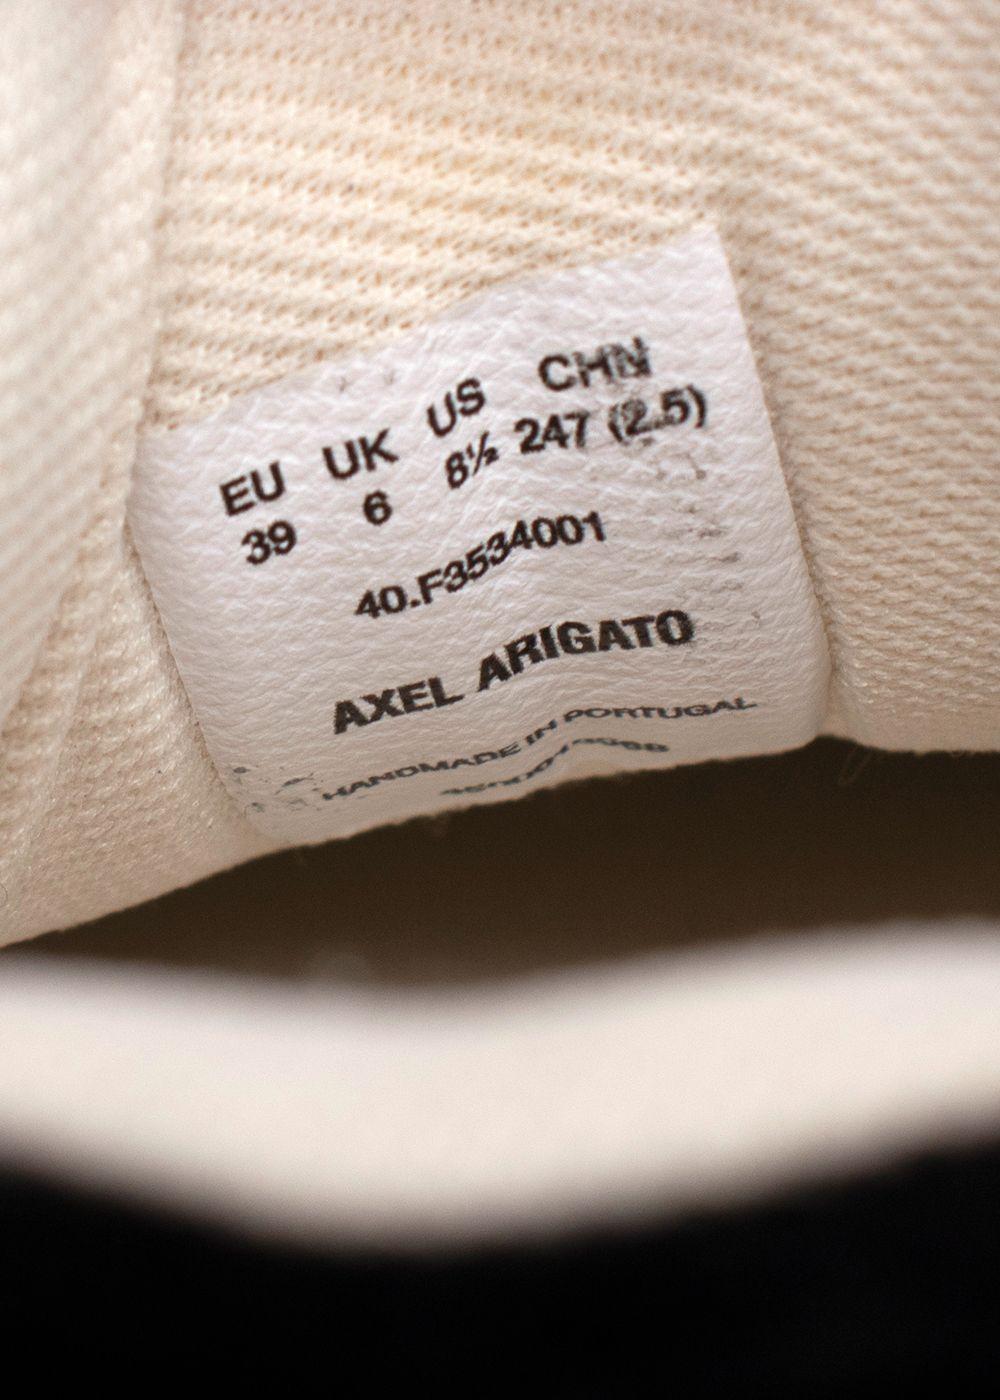 EU UK US CHN
39 6 8½ 247 (2.5)
40.F3534001
AXEL ARIGATO
HANDMADE IN PORTUGAL